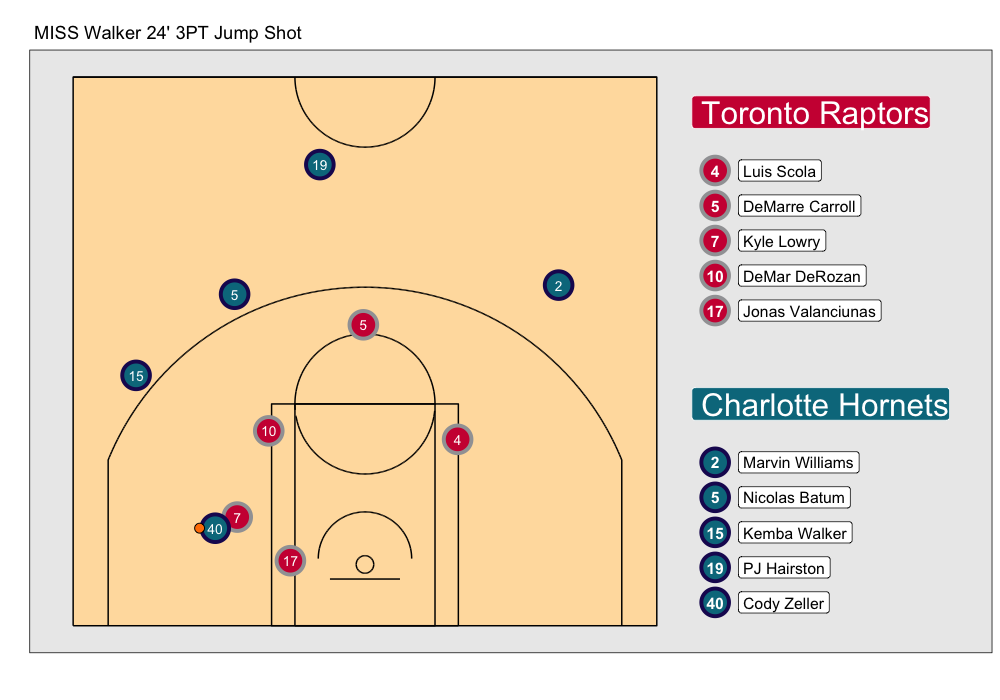 MISS Walker 24' 3PT Jump Shot
Toronto Raptors
4 Luis Scola
5 DeMarre Carroll
7 Kyle Lowry
10 DeMar DeRozan
17 Jonas Valanciunas
Charlotte Hornets
2 Marvin Williams
5 Nicolas Batum
15 Kemba Walker
19 PJ Hairston
40 Cody Zeller
19
5
2
5
15
10
4
7
40
17